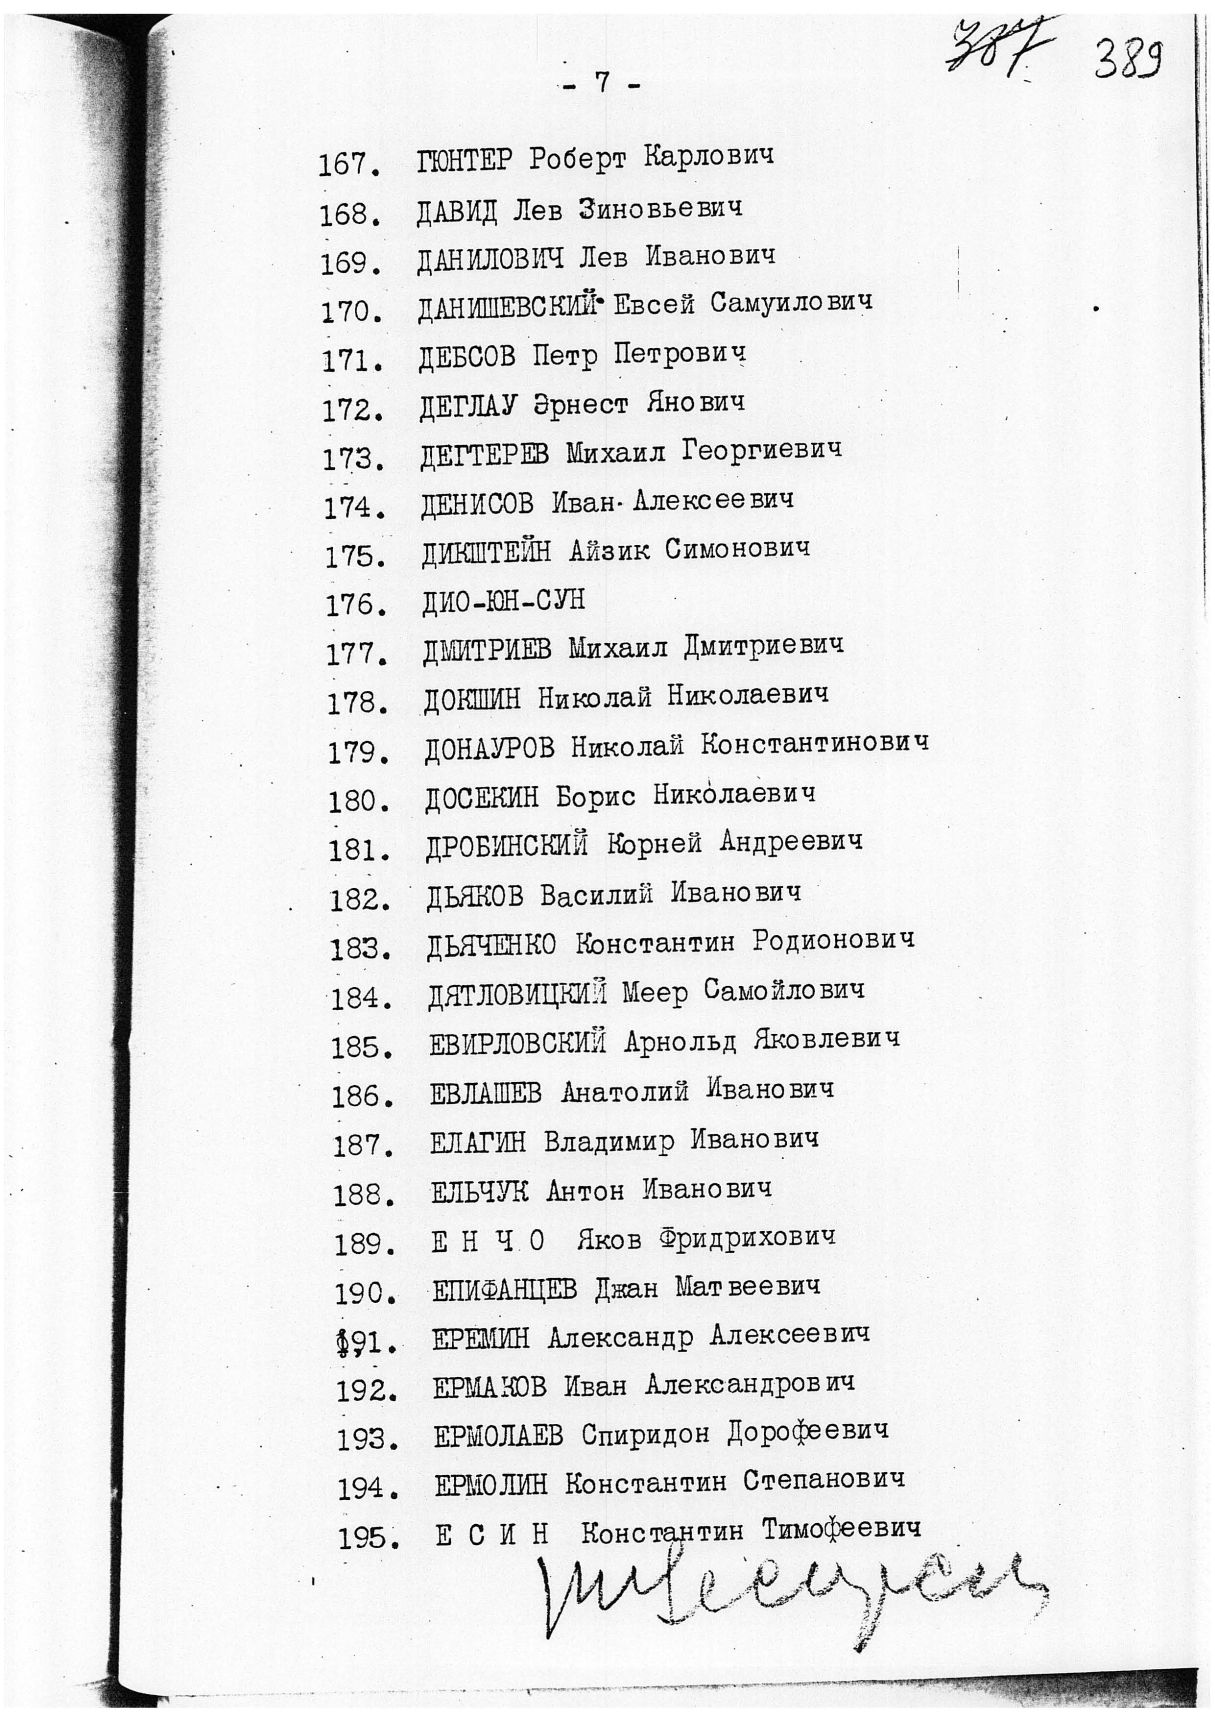 387 389
- 7 -
167. ГЮНТЕР Роберт Карлович
168. ДАВИД Лев Зиновьевич
169. ДАНИЛОВИЧ Лев Иванович
170. ДАНИШЕВСКИЙ Евсей Самуилович
171. ДЕБСОВ Петр Петрович
172. ДЕГЛАУ Эрнест Янович
173. ДЕГТЕРЕВ Михаил Георгиевич
174. ДЕНИСОВ Иван Алексеевич
175. ДИКШТЕЙН Айзик Симонович
176. ДИО-ЮН-СУН
177. ДМИТРИЕВ Михаил Дмитриевич
178. ДОКШИН Николай Николаевич
179. ДОНАУРОВ Николай Константинович
180. ДОСЕКИН Борис Николаевич
181. ДРОБИНСКИЙ Корней Андреевич
182. ДЬЯКОВ Василий Иванович
183. ДЬЯЧЕНКО Константин Родионович
184. ДЯТЛОВИЦКИЙ Меер Самойлович
185. ЕВИРЛОВСКИЙ Арнольд Яковлевич
186. ЕВЛАШЕВ Анатолий Иванович
187. ЕЛАГИН Владимир Иванович
188. ЕЛЬЧУК Антон Иванович
189. Е Н Ч О Яков Фридрихович
190. ЕПИФАНЦЕВ Джан Матвеевич
191. ЕРЕМИН Александр Алексеевич
192. ЕРМАКОВ Иван Александрович
193. ЕРМОЛАЕВ Спиридон Дорофеевич
194. ЕРМОЛИН Константин Степанович
195. Е С И Н Константин Тимофеевич